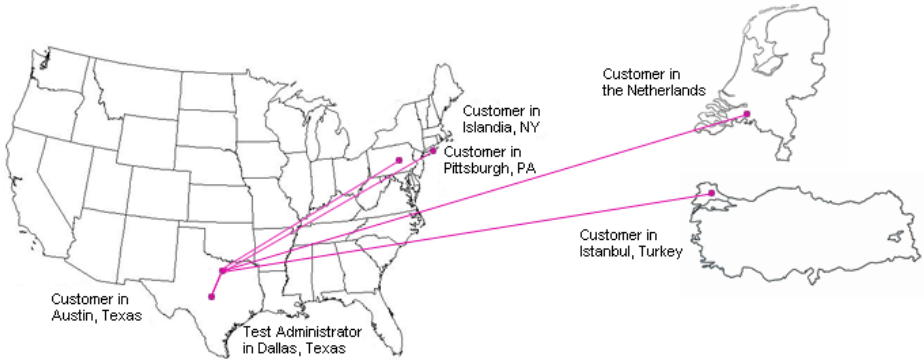 Customer in
the Netherlands
Customer in
Islandia, NY
Customer in
Pittsburgh, PA
Customer in
Istanbul, Turkey
Customer in
Austin, Texas
Test Administrator
in Dallas, Texas